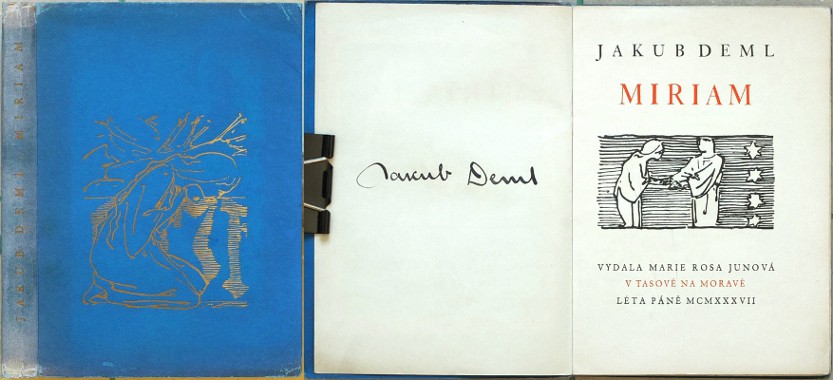 JAKUB DEML MIRIAM
Jakub Deml
JAKUB DEML
MIRIAM
VYDALA MARIE ROSA JUNOVÁ
V TASOVĚ NA MORAVĚ
LÉTA PÁNĚ MCMXXXVII